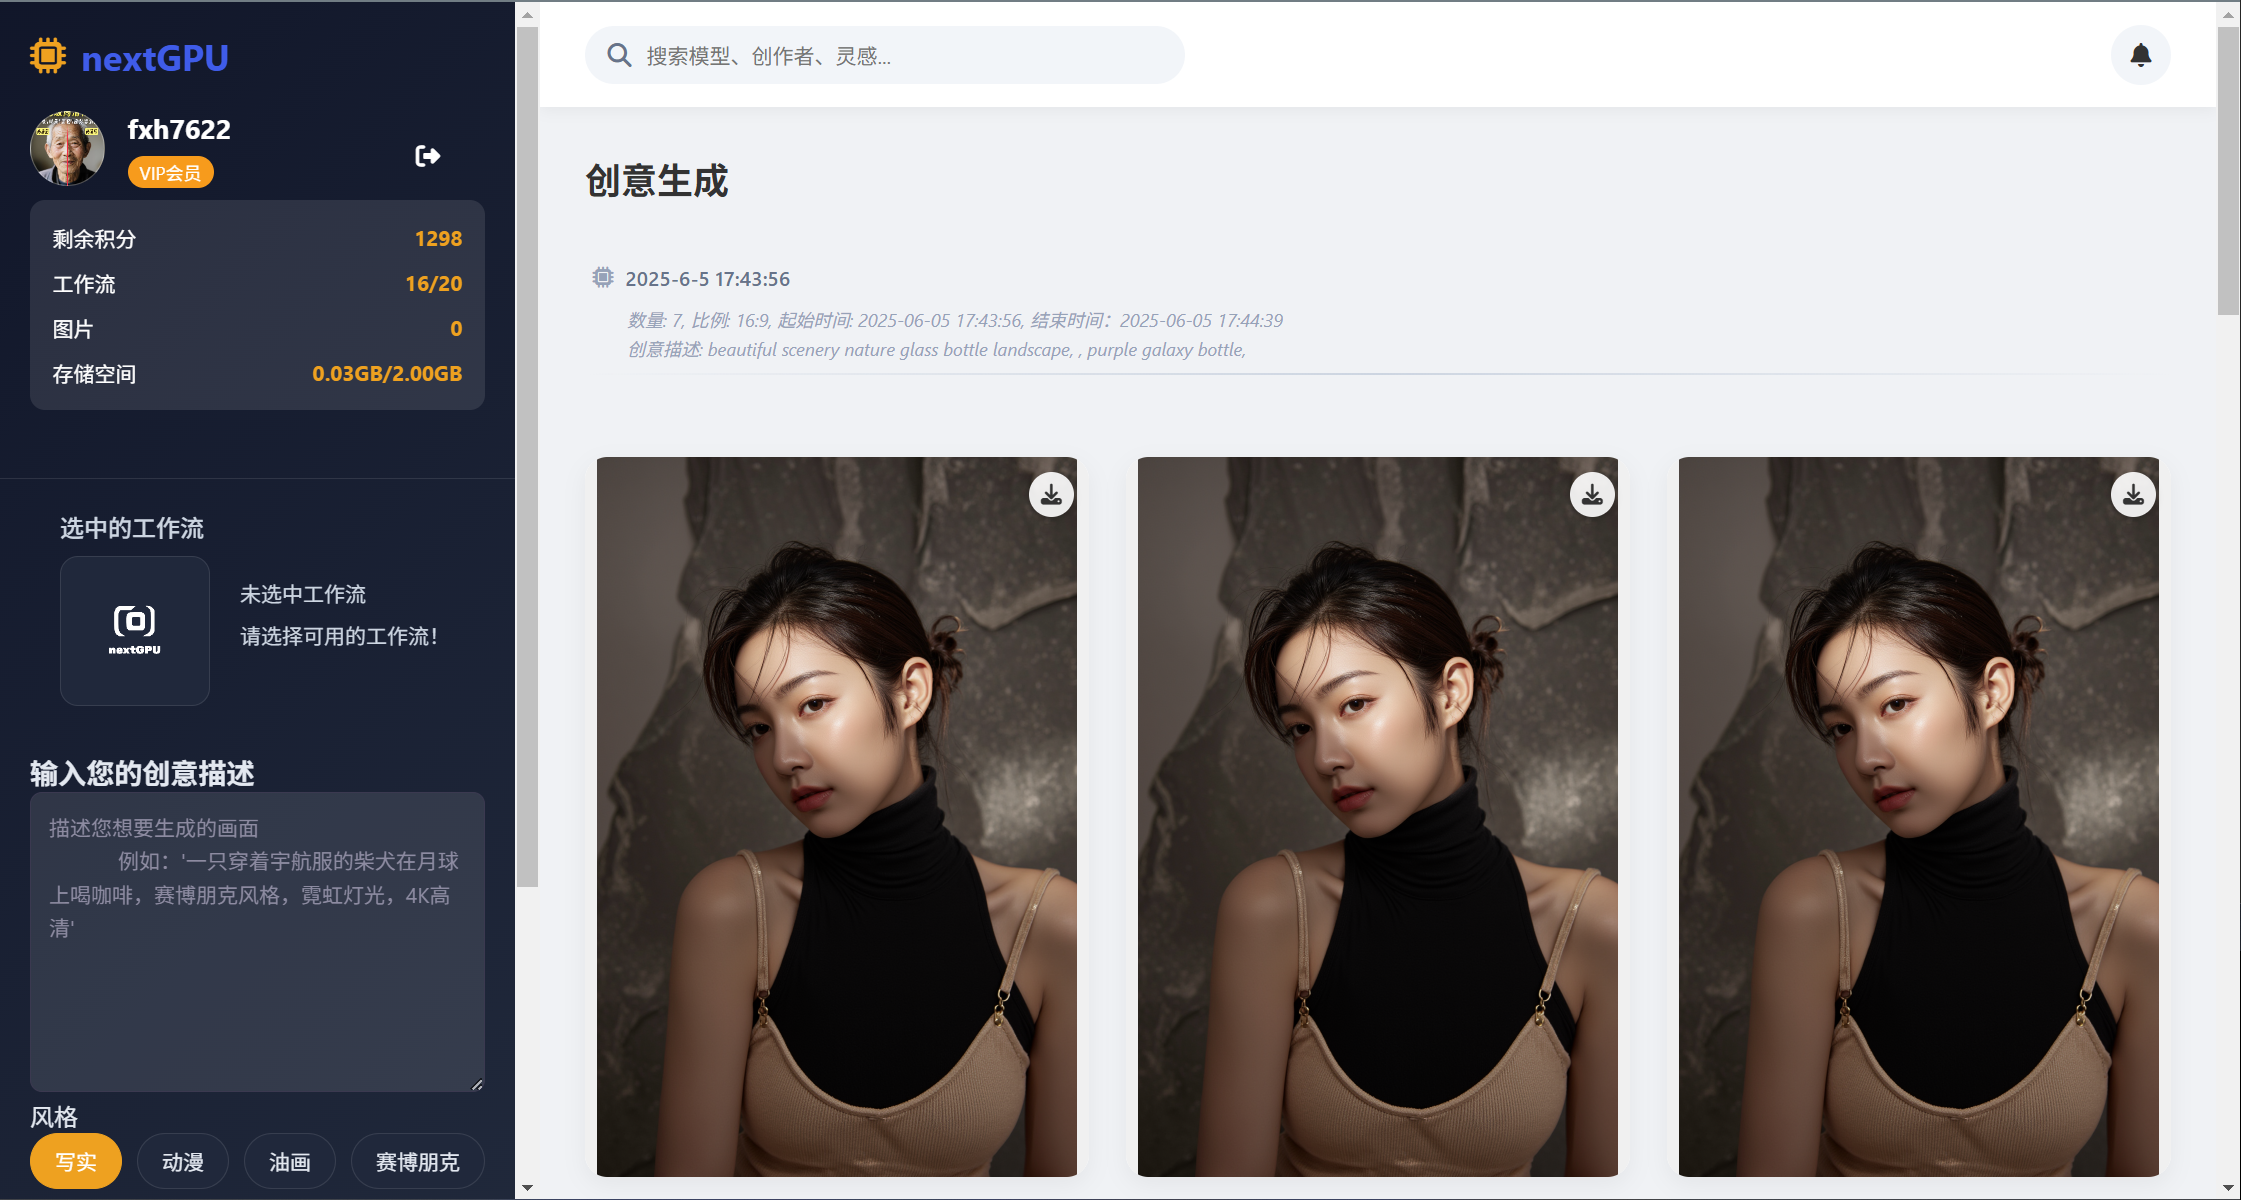 nextGPU
fxh7622
VIP会员
剩余积分 1298
工作流 16/20
图片 0
存储空间 0.03GB/2.00GB
选中的工作流
nextGPU
未选中工作流
请选择可用的工作流!
输入您的创意描述
描述您想要生成的画面
例如：'一只穿着宇航服的柴犬在月球
上喝咖啡，赛博朋克风格，霓虹灯光，4K高
清'
风格
写实 动漫 油画 赛博朋克
搜索模型、创作者、灵感...
创意生成
2025-6-5 17:43:56
数量: 7, 比例: 16:9, 起始时间: 2025-06-05 17:43:56, 结束时间：2025-06-05 17:44:39
创意描述: beautiful scenery nature glass bottle landscape, , purple galaxy bottle,